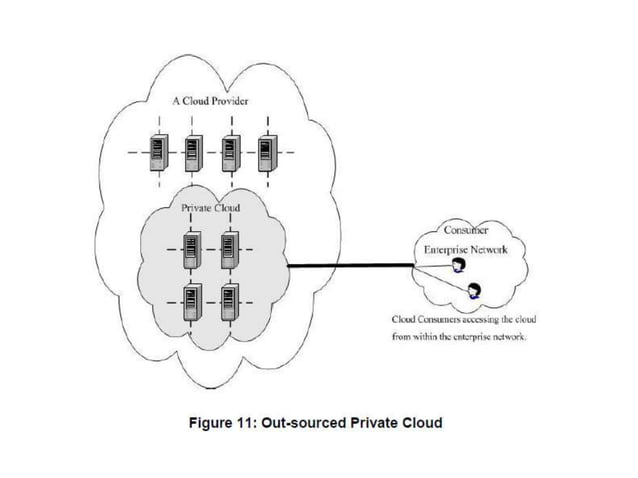 A Cloud Provider
Private Cloud
Consumer
Enterprise Network
Cloud Consumers accessing the cloud
from within the enterprise network.
Figure 11: Out-sourced Private Cloud